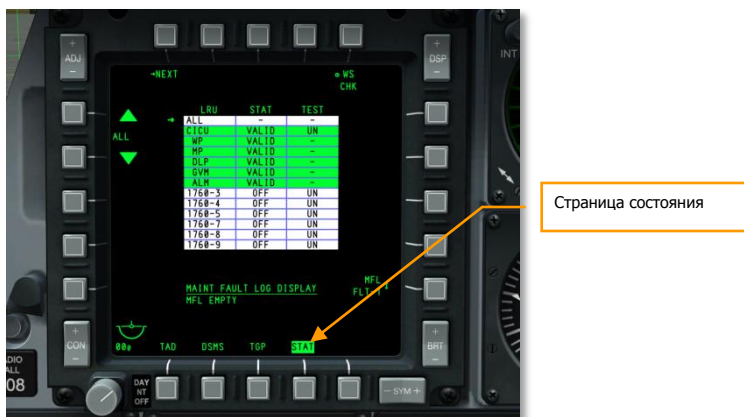 +
ADJ
-
+
DSP
-
INT
→NEXT
WS
CHK
LRU STAT TEST
ALL - -
ALL
CICU VALID UN
WP VALID -
MP VALID -
DLP VALID -
GVM VALID -
ALM VALID -
1760-3 OFF UN
1760-4 OFF UN
1760-5 OFF UN
1760-7 OFF UN
1760-8 OFF UN
1760-9 OFF UN
Страница состояния
MAINT FAULT LOG DISPLAY
MFL EMPTY
MFL
FLT
+
CON
-
TAD DSMS TGP STAT
+
BRT
-
ALL
08
DAY
NT
OFF
- SYM +